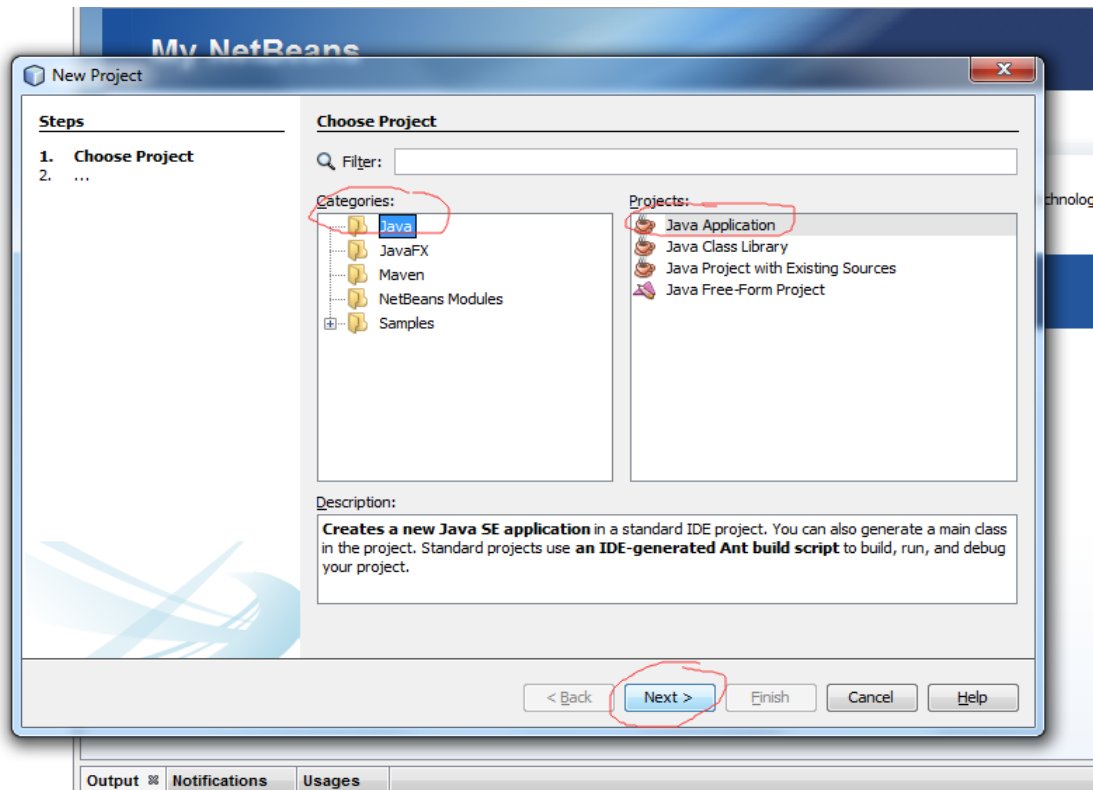 My NetBeans
New Project
X
Steps
1. Choose Project
2. ...
Choose Project
Filter:
Categories:
Java
JavaFX
Maven
NetBeans Modules
Samples
Projects:
Java Application
Java Class Library
Java Project with Existing Sources
Java Free-Form Project
chnolog
Description:
Creates a new Java SE application in a standard IDE project. You can also generate a main class
in the project. Standard projects use an IDE-generated Ant build script to build, run, and debug
your project.
< Back
Next >
Finish
Cancel
Help
Output
Notifications
Usages